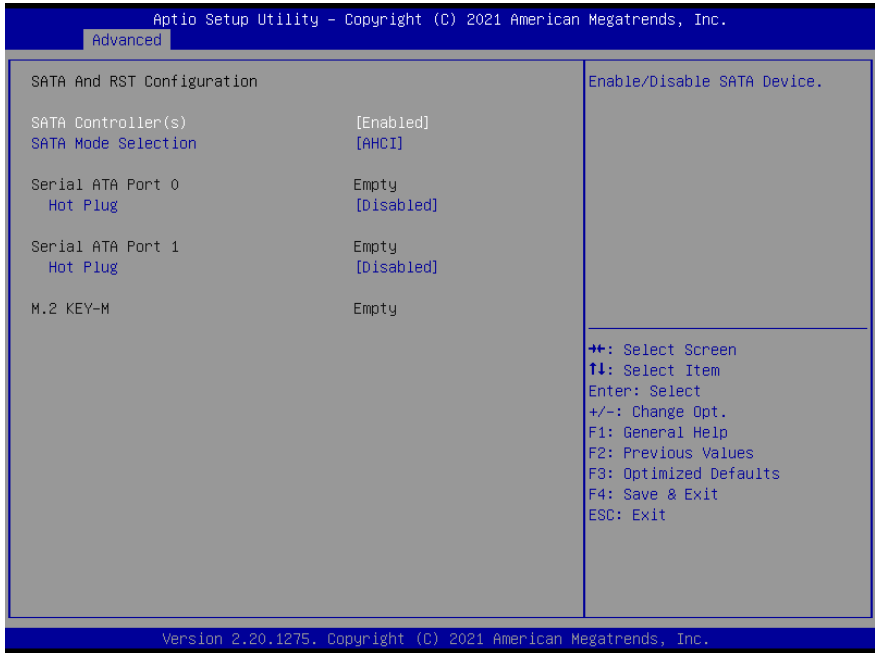 Aptio Setup Utility – Copyright (C) 2021 American Megatrends, Inc.
Advanced
SATA And RST Configuration
SATA Controller(s) [Enabled]
SATA Mode Selection [AHCI]
Serial ATA Port 0 Empty
Hot Plug [Disabled]
Serial ATA Port 1 Empty
Hot Plug [Disabled]
M.2 KEY-M Empty
Enable/Disable SATA Device.
→←: Select Screen
↑↓: Select Item
Enter: Select
+/-: Change Opt.
F1: General Help
F2: Previous Values
F3: Optimized Defaults
F4: Save & Exit
ESC: Exit
Version 2.20.1275. Copyright (C) 2021 American Megatrends, Inc.